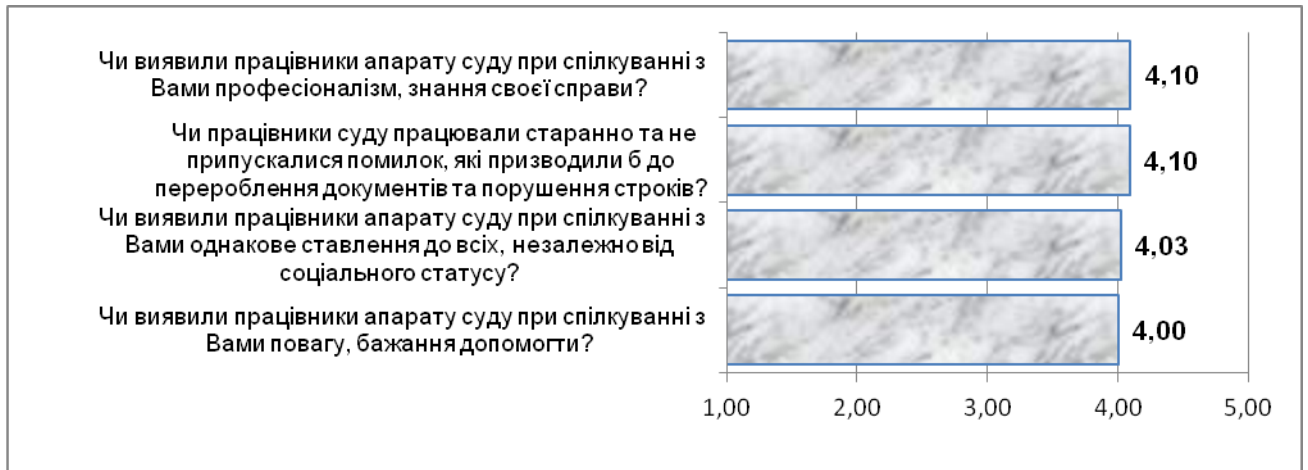 Чи виявили працівники апарату суду при спілкуванні з
Вами професіоналізм, знання своєї справи?
4,10
Чи працівники суду працювали старанно та не
припускалися помилок, які призводили б до
перероблення документів та порушення строків?
4,10
Чи виявили працівники апарату суду при спілкуванні з
Вами однакове ставлення до всіх, незалежно від
соціального статусу?
4,03
Чи виявили працівники апарату суду при спілкуванні з
Вами повагу, бажання допомогти?
4,00
1,00 2,00 3,00 4,00 5,00